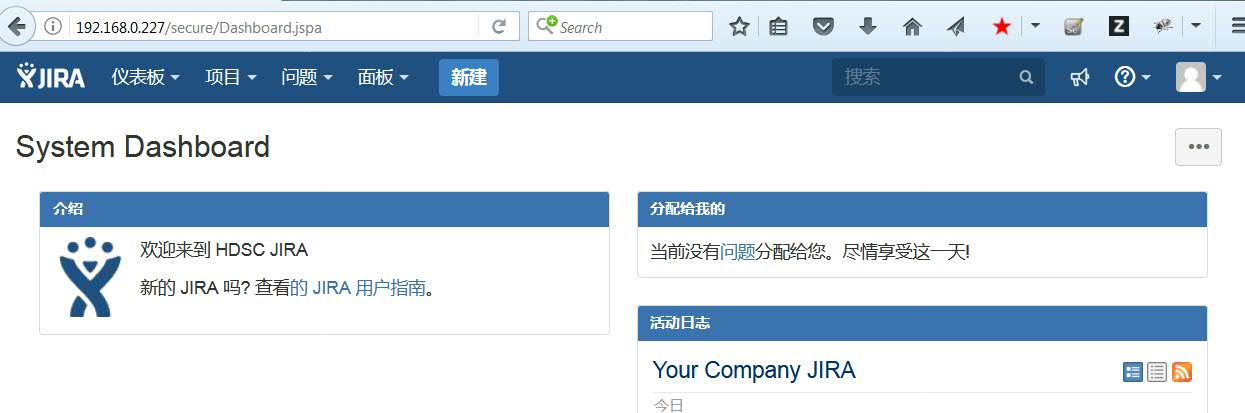 192.168.0.227/secure/Dashboard.jspa
Search
Z
JIRA 仪表板 项目 问题 面板 新建 搜索
System Dashboard
介绍
欢迎来到 HDSC JIRA
新的 JIRA 吗? 查看的 JIRA 用户指南。
分配给我的
当前没有问题分配给您。尽情享受这一天!
活动日志
Your Company JIRA
今日